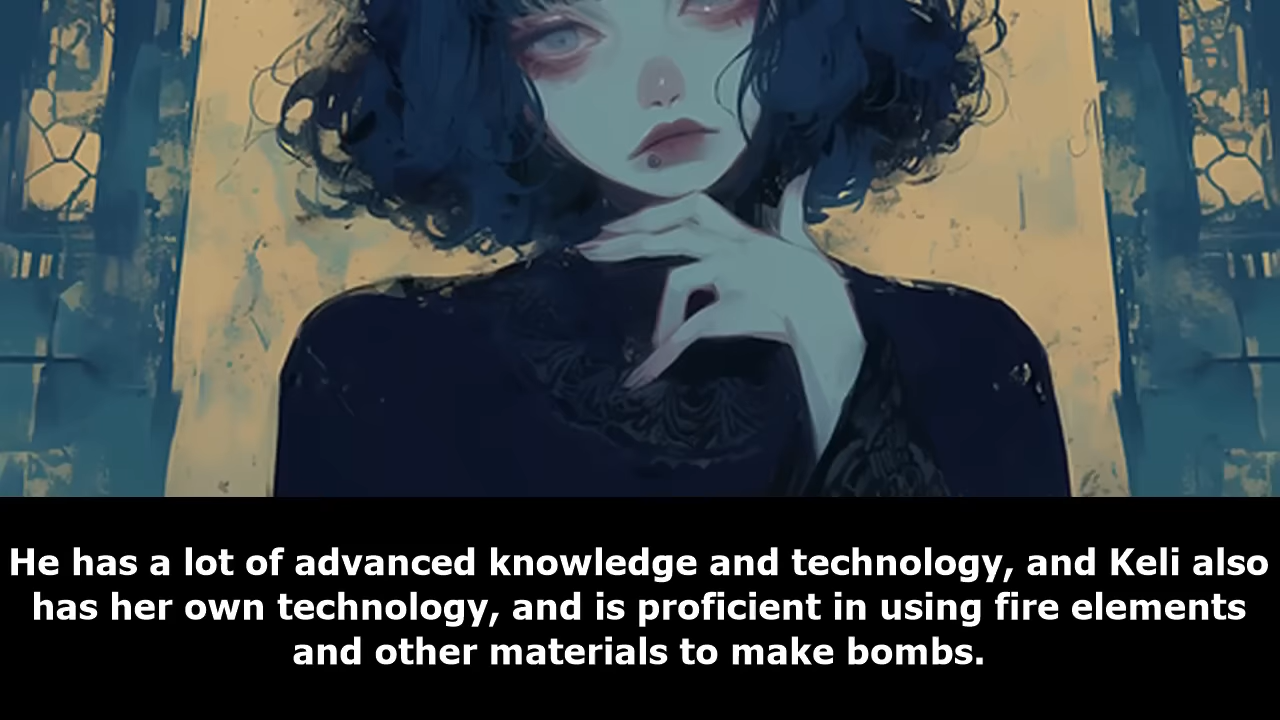 He has a lot of advanced knowledge and technology, and Keli also
has her own technology, and is proficient in using fire elements
and other materials to make bombs.